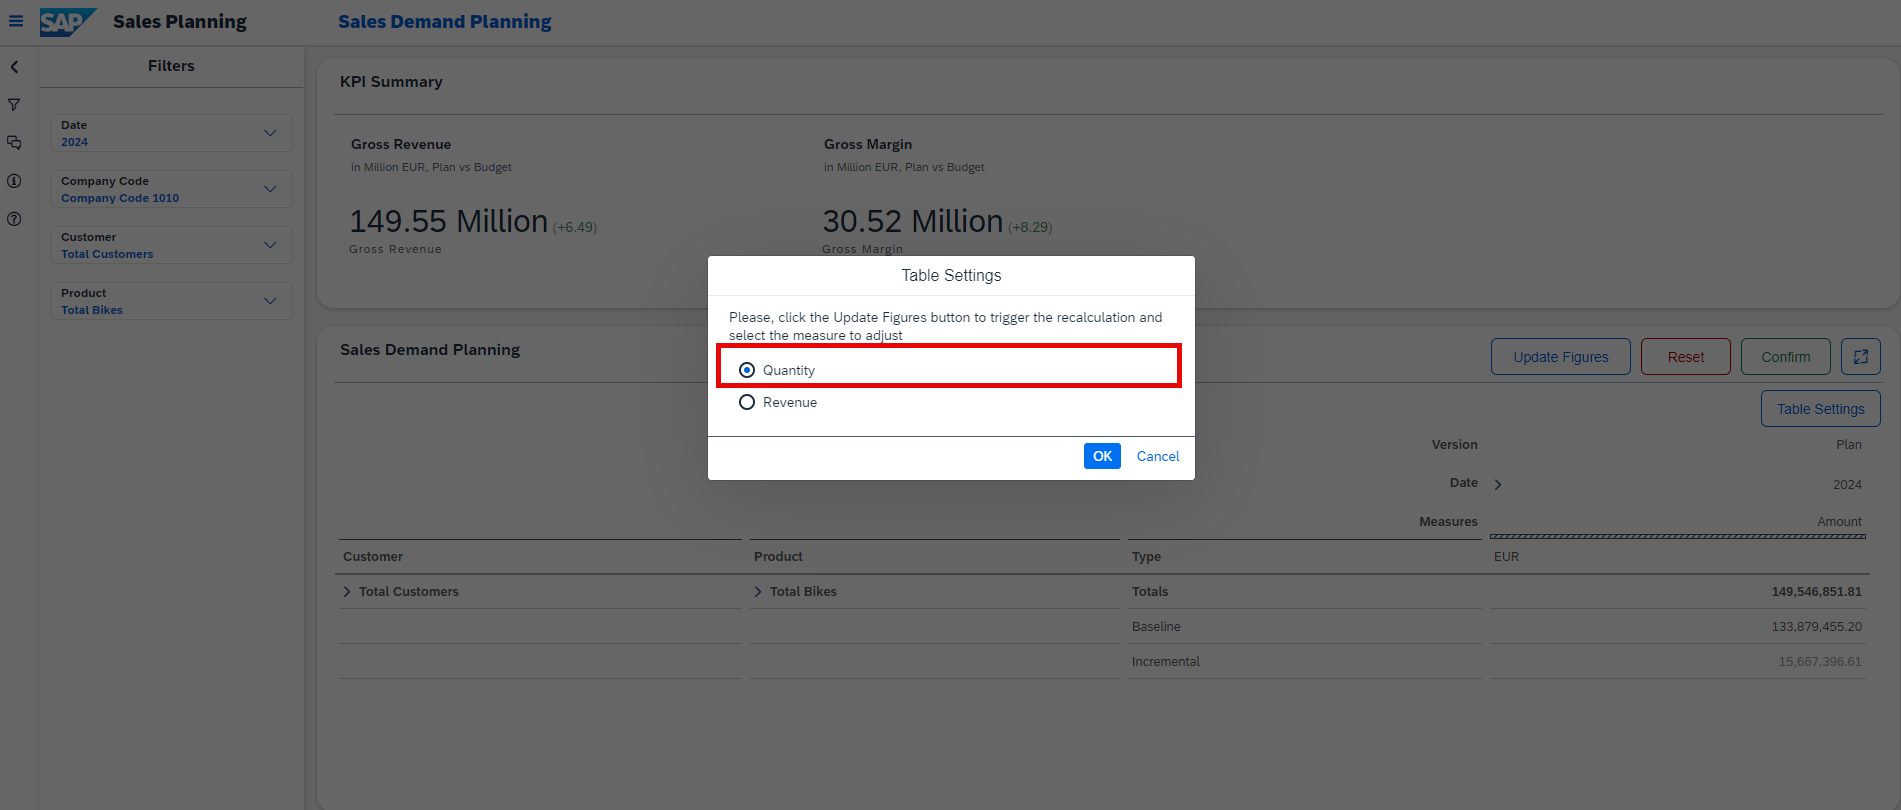 SAP Sales Planning
Sales Demand Planning
Filters
Date
2024
Company Code
Company Code 1010
Customer
Total Customers
Product
Total Bikes
KPI Summary
Gross Revenue
in Million EUR, Plan vs Budget
149.55 Million (+6.49)
Gross Revenue
Gross Margin
in Million EUR, Plan vs Budget
30.52 Million (+8.29)
Gross Margin
Table Settings
Please, click the Update Figures button to trigger the recalculation and
select the measure to adjust
Quantity
Revenue
OK Cancel
Sales Demand Planning
Update Figures Reset Confirm
Table Settings
Version Plan
Date 2024
Measures Amount
Customer Product Type EUR
Total Customers Total Bikes Totals 149,546,851.81
Baseline 133,879,455.20
Incremental 15,667,396.61